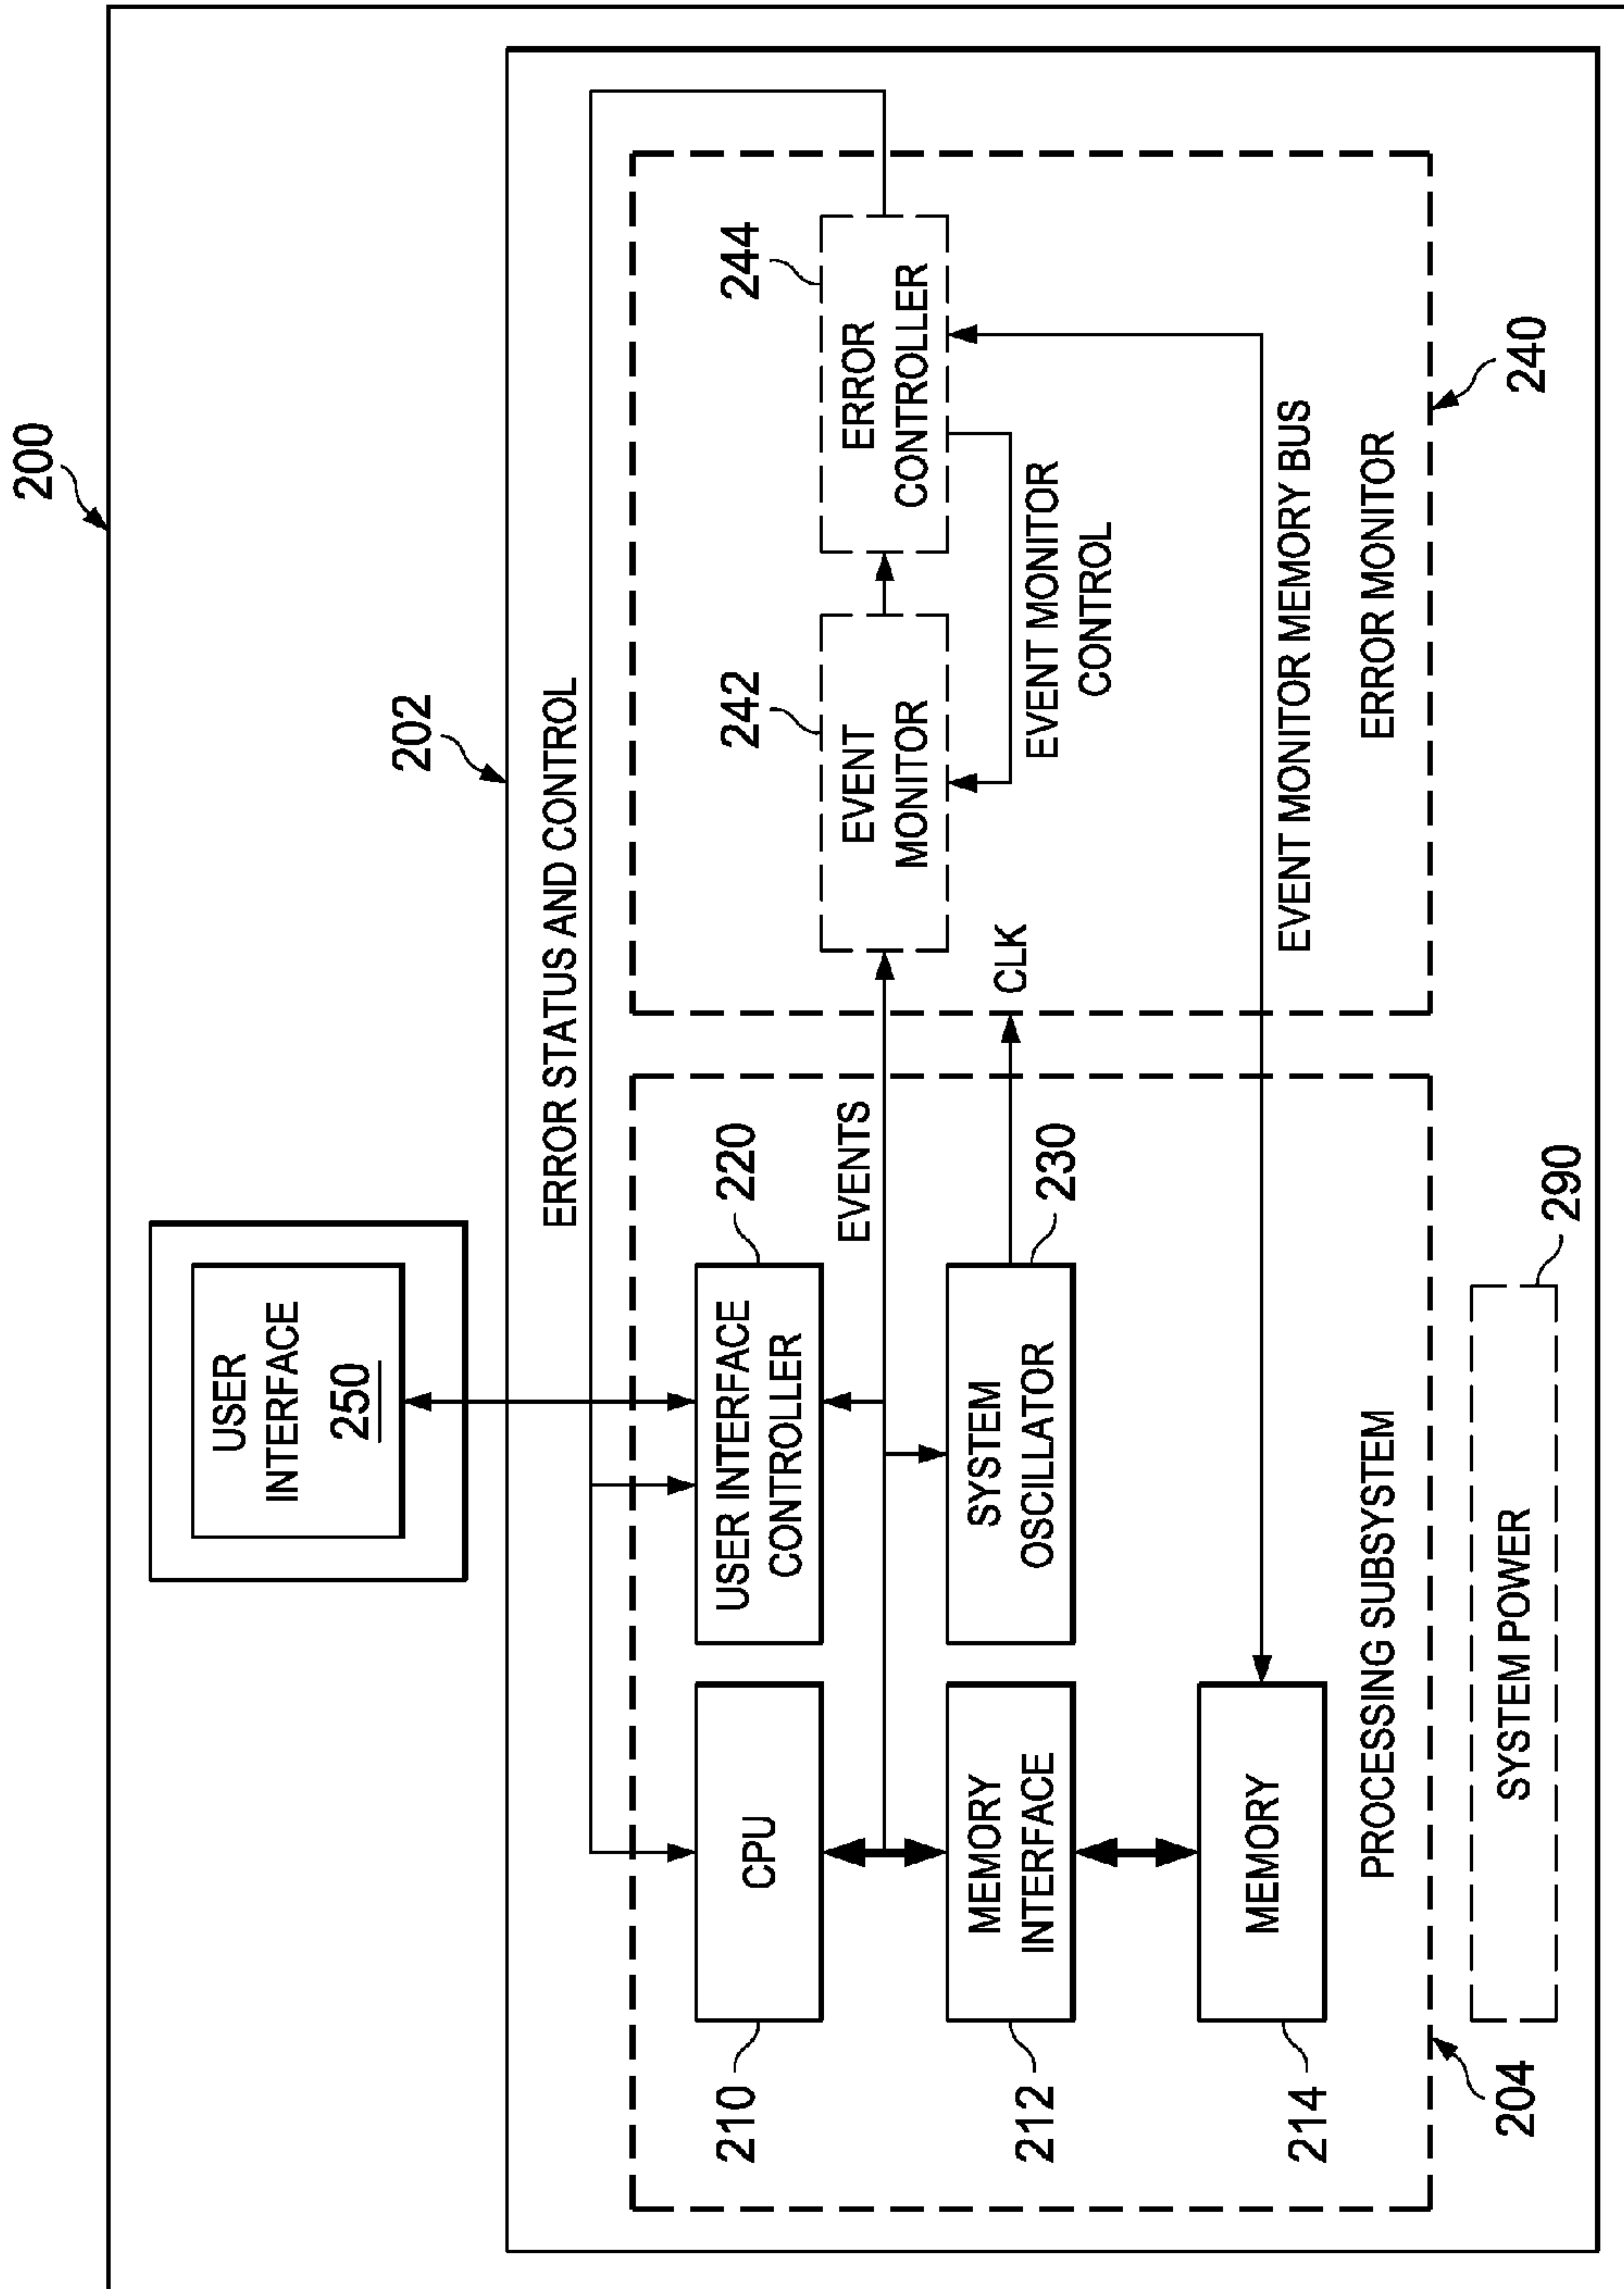 200
202
USER
INTERFACE
250
ERROR STATUS AND CONTROL
210
CPU
USER INTERFACE
CONTROLLER
220
EVENTS
242
EVENT
MONITOR
244
ERROR
CONTROLLER
212
MEMORY
INTERFACE
SYSTEM
OSCILLATOR
230
CLK
EVENT MONITOR
CONTROL
214
MEMORY
EVENT MONITOR MEMORY BUS
PROCESSING SUBSYSTEM
ERROR MONITOR
204
240
SYSTEM POWER
290